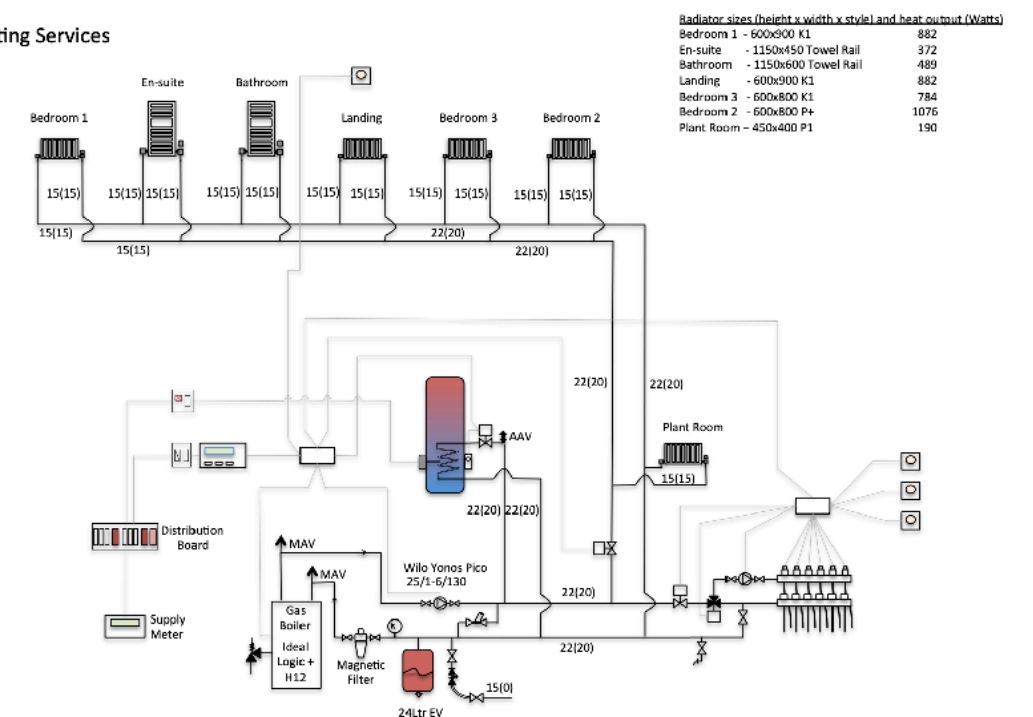 ting Services
Radiator sizes (height x width x style) and heat output (Watts)
Bedroom 1 - 600x900 K1 882
En-suite - 1150x450 Towel Rail 372
Bathroom - 1150x600 Towel Rail 489
Landing - 600x900 K1 882
Bedroom 3 - 600x800 K1 784
Bedroom 2 - 600x800 P+ 1076
Plant Room – 450x400 P1 190
En-suite Bathroom
Bedroom 1 Landing Bedroom 3 Bedroom 2
15(15) 15(15) 15(15) 15(15) 15(15) 15(15) 15(15) 15(15) 15(15) 15(15) 15(15)
15(15) 22(20)
15(15) 22(20)
22(20) 22(20)
AAV
Plant Room
15(15)
22(20) 22(20)
Distribution
Board
MAV
MAV
Wilo Yonos Pico
25/1-6/130
22(20)
Supply
Meter
Gas
Boiler
Ideal
Logic +
H12
Magnetic
Filter
22(20)
15(0)
24Ltr EV